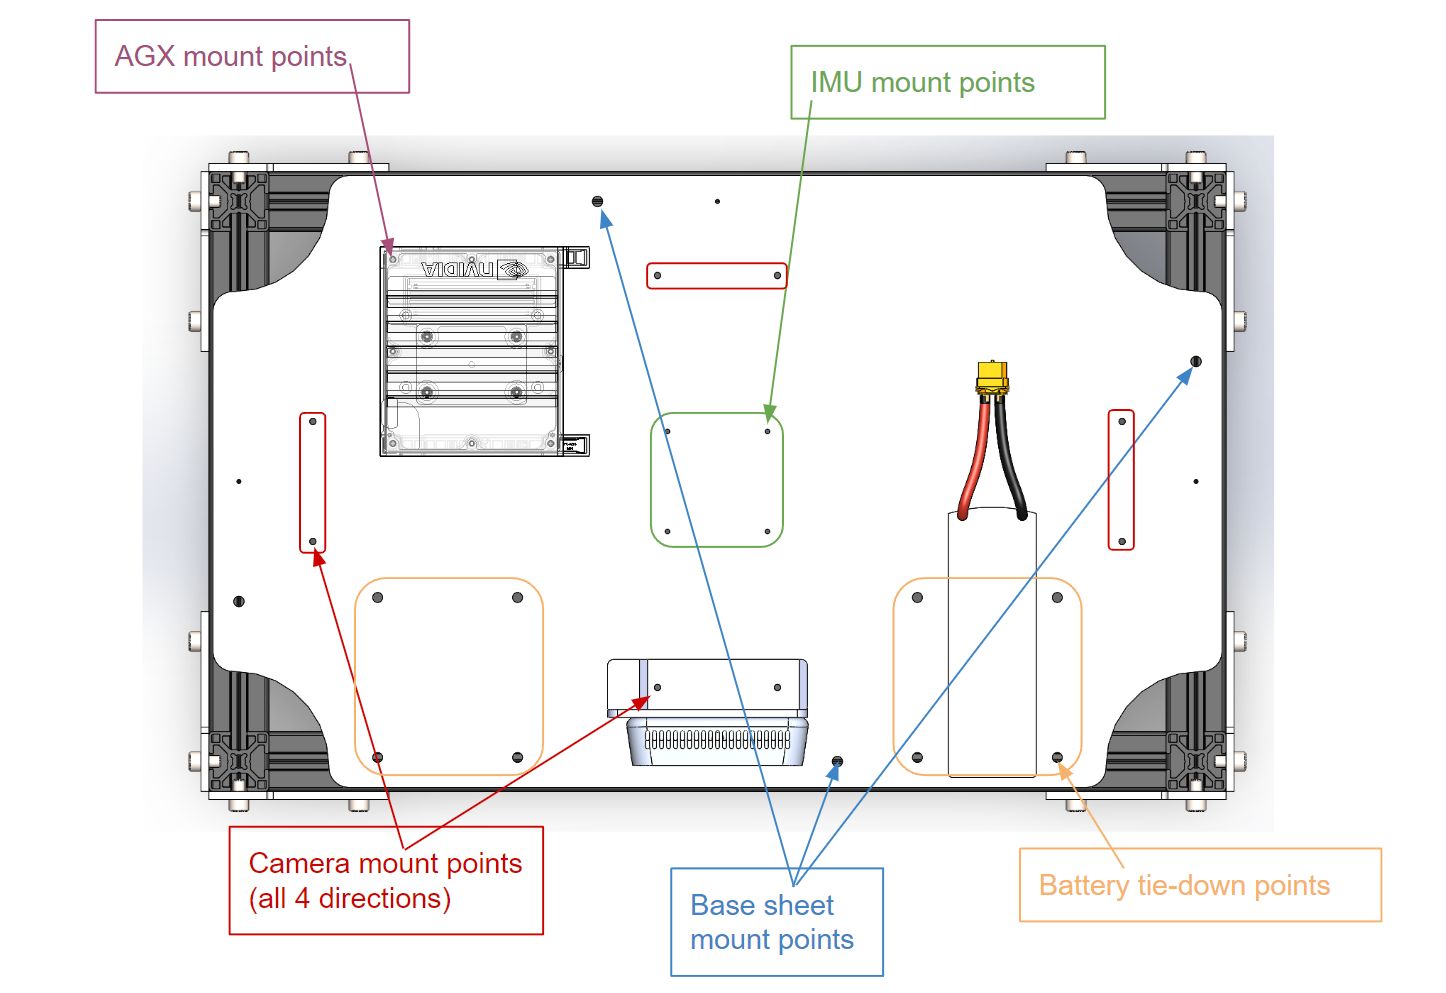 AGX mount points
IMU mount points
NVIDIA
Camera mount points
(all 4 directions)
Base sheet
mount points
Battery tie-down points